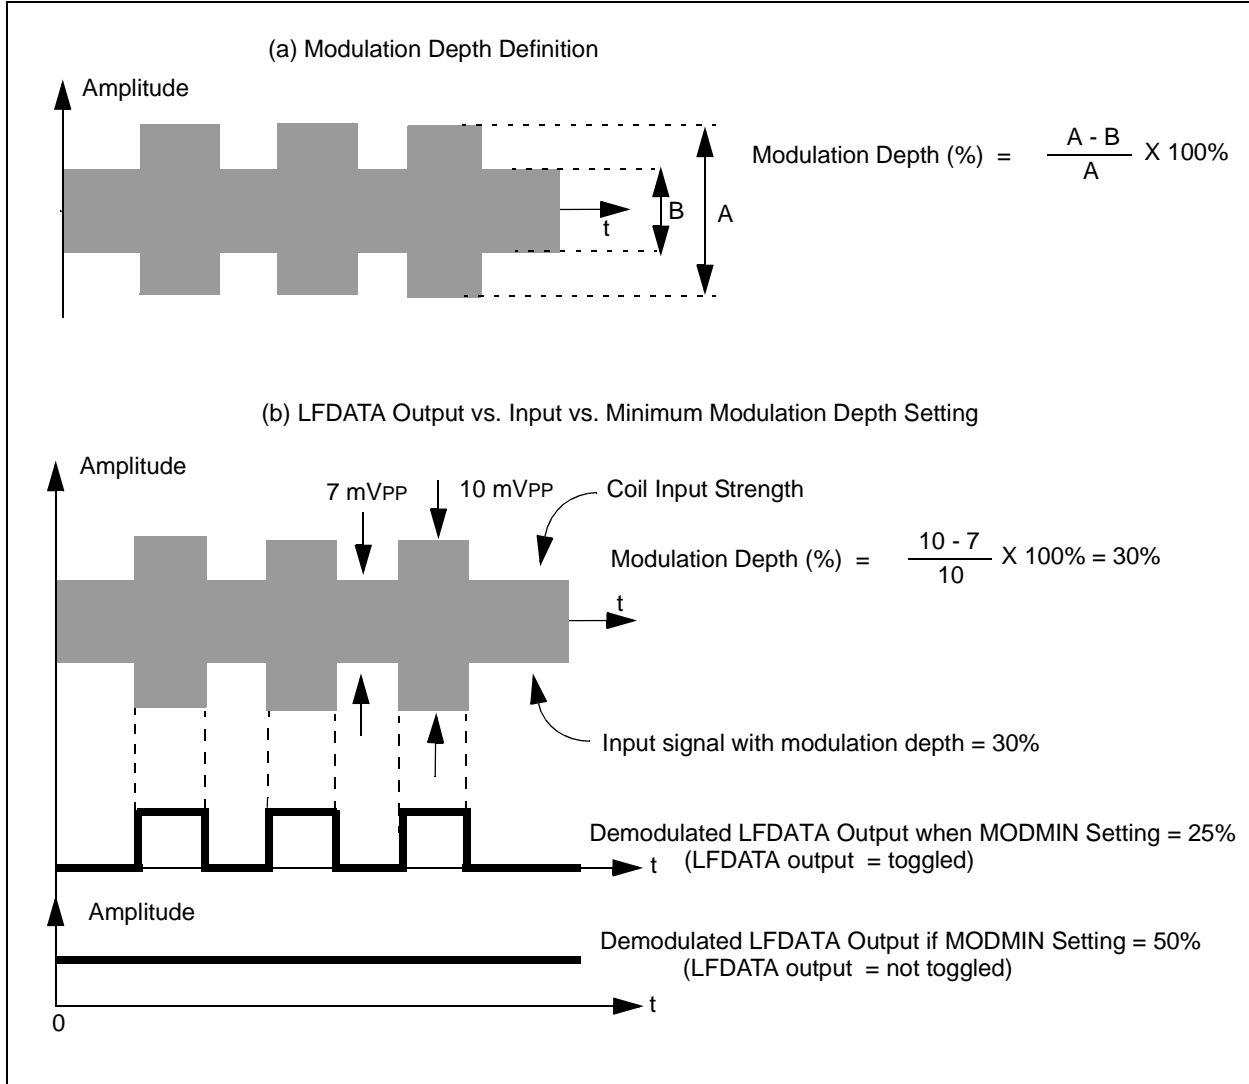 (a) Modulation Depth Definition
Amplitude
Modulation Depth (%) = A - B / A X 100%
B
A
t
(b) LFDATA Output vs. Input vs. Minimum Modulation Depth Setting
Amplitude
7 mVPP
10 mVPP
Coil Input Strength
Modulation Depth (%) = 10 - 7 / 10 X 100% = 30%
t
Input signal with modulation depth = 30%
Demodulated LFDATA Output when MODMIN Setting = 25%
t
(LFDATA output = toggled)
Amplitude
Demodulated LFDATA Output if MODMIN Setting = 50%
(LFDATA output = not toggled)
t
0